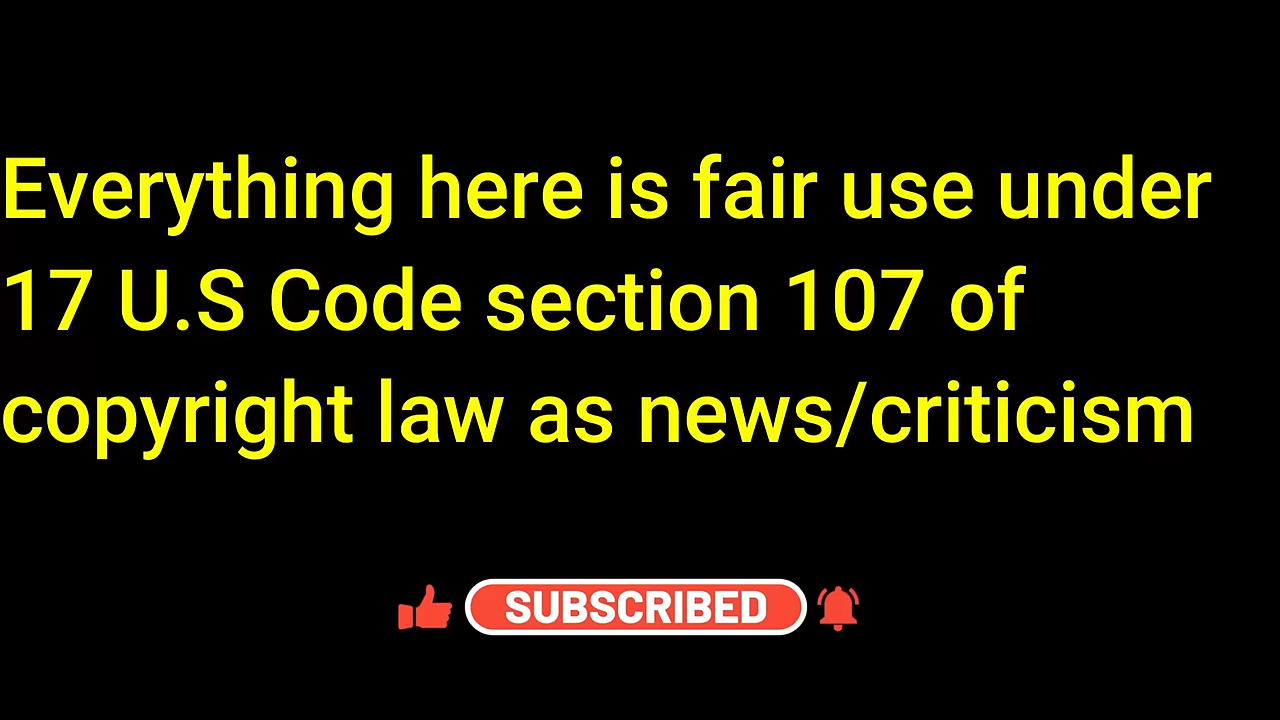 Everything here is fair use under
17 U.S Code section 107 of
copyright law as news/criticism
SUBSCRIBED